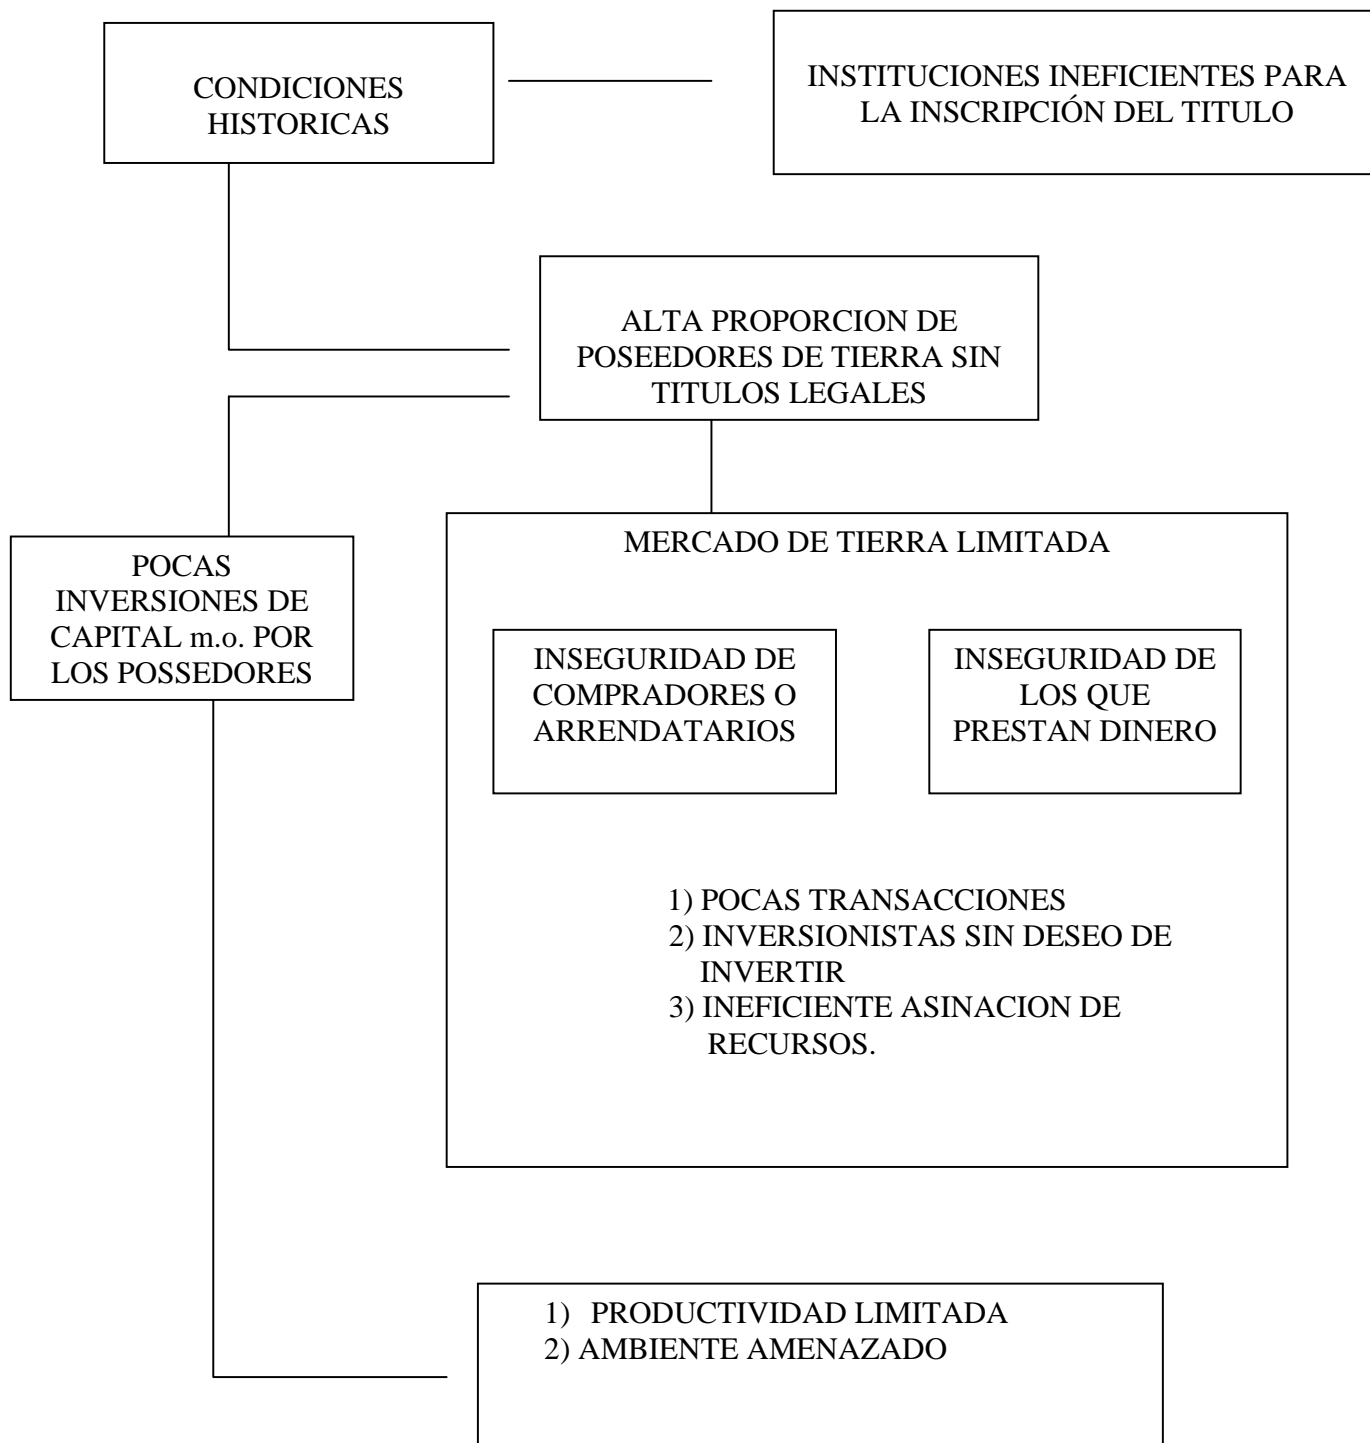 CONDICIONES
HISTORICAS
INSTITUCIONES INEFICIENTES PARA
LA INSCRIPCIÓN DEL TITULO
ALTA PROPORCION DE
POSEEDORES DE TIERRA SIN
TITULOS LEGALES
POCAS
INVERSIONES DE
CAPITAL m.o. POR
LOS POSSEDORES
MERCADO DE TIERRA LIMITADA
INSEGURIDAD DE
COMPRADORES O
ARRENDATARIOS
INSEGURIDAD DE
LOS QUE
PRESTAN DINERO
1) POCAS TRANSACCIONES
2) INVERSIONISTAS SIN DESEO DE
INVERTIR
3) INEFICIENTE ASINACION DE
RECURSOS.
1) PRODUCTIVIDAD LIMITADA
2) AMBIENTE AMENAZADO